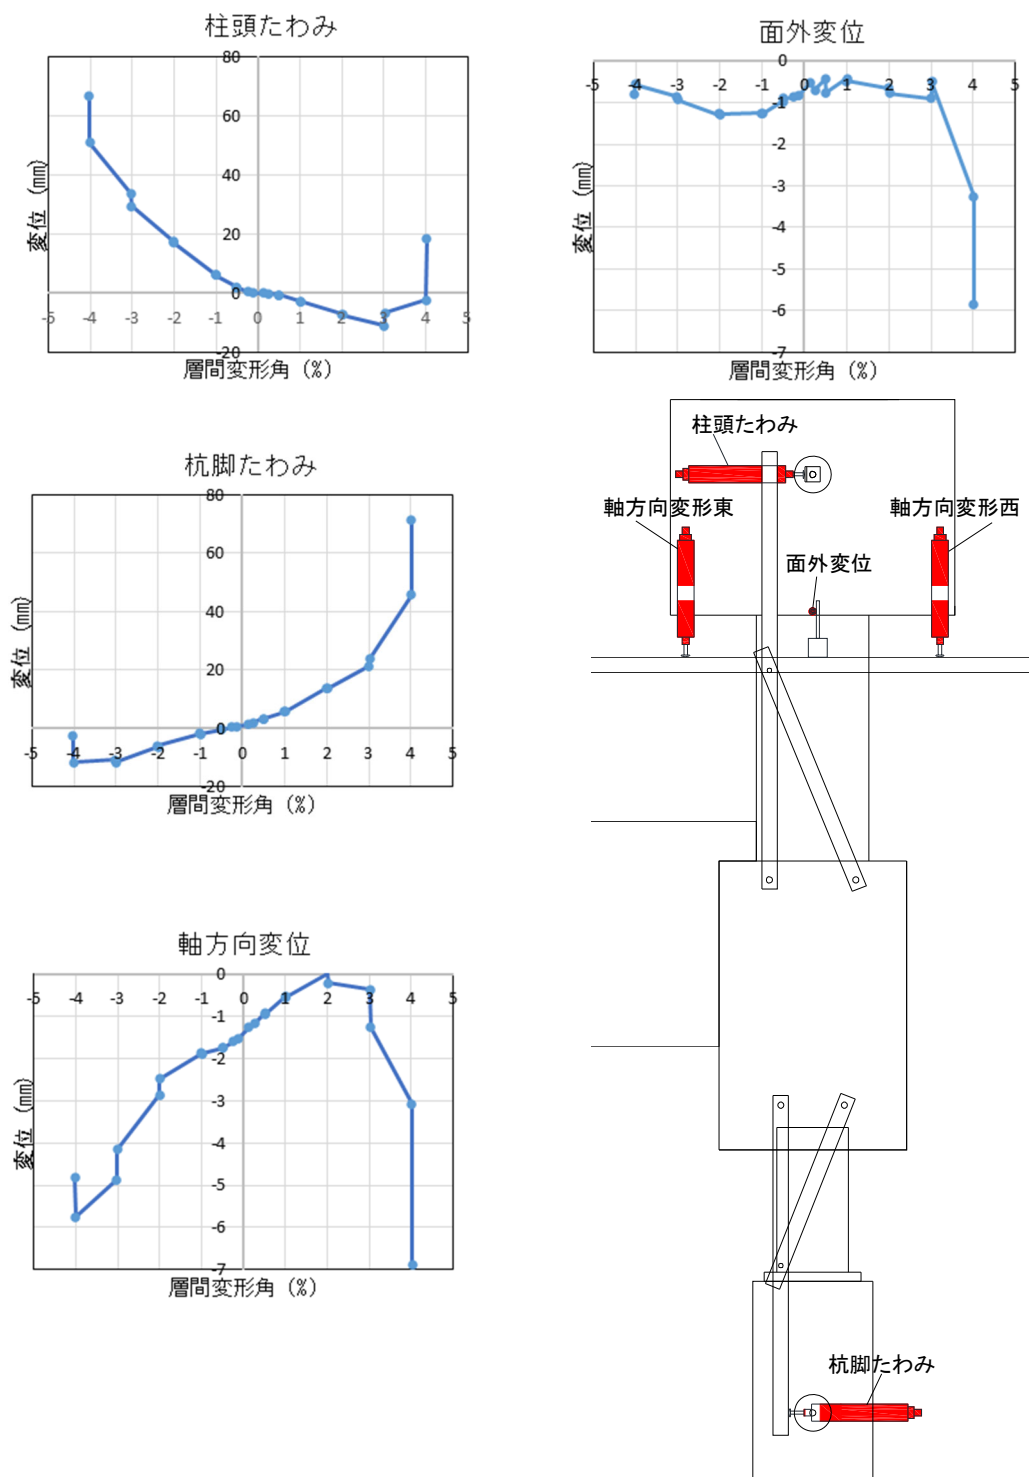 柱頭たわみ
80
60
40
20
0
-20
-5 -4 -3 -2 -1 0 1 2 3 4 5
変位 (mm)
層間変形角 (%)
面外変位
0
-1
-2
-3
-4
-5
-6
-7
-5 -4 -3 -2 -1 0 1 2 3 4 5
変位 (mm)
層間変形角 (%)
杭脚たわみ
80
60
40
20
0
-20
-5 -4 -3 -2 -1 0 1 2 3 4 5
変位 (mm)
層間変形角 (%)
軸方向変位
0
-1
-2
-3
-4
-5
-6
-7
-5 -4 -3 -2 -1 0 1 2 3 4 5
変位 (mm)
層間変形角 (%)
柱頭たわみ
軸方向変形東
軸方向変形西
面外変位
杭脚たわみ